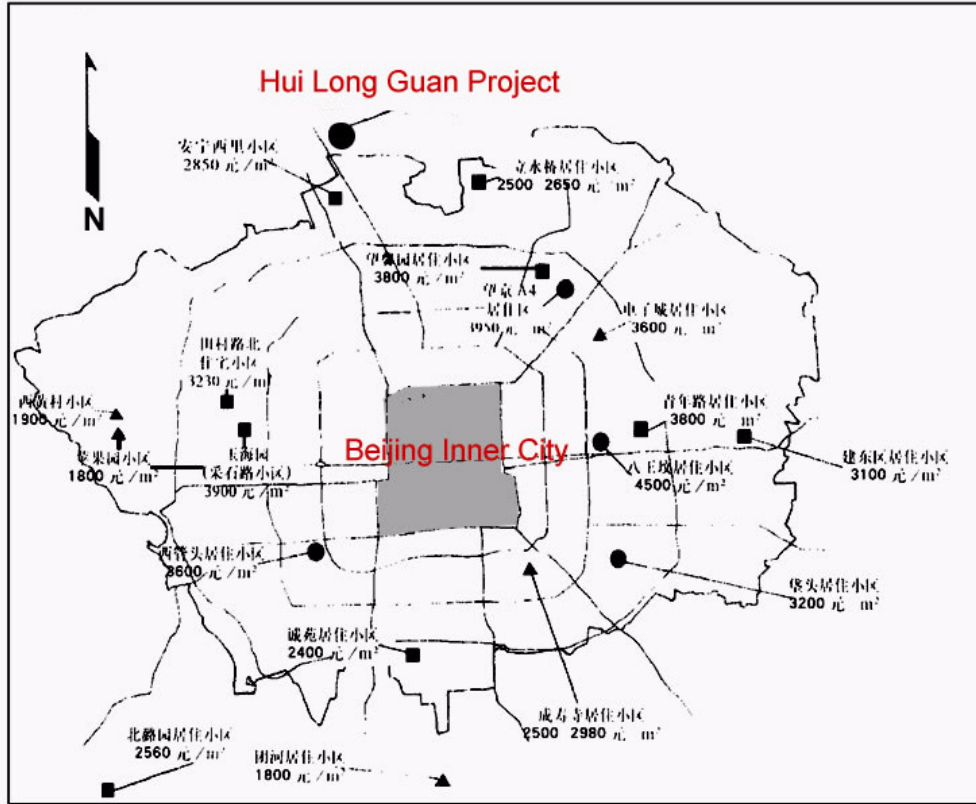 Hui Long Guan Project
安宁西里小区
2850 元/m²
立水桥居住小区
2500 2650 元/m²
N
望馨园居住小区
3800 元/m²
望京 A4
居住区
3950 元 m²
电子城居住小区
3600 元 m²
田村路北
住宅小区
3230 元/m²
西黄村小区
1900 元/m²
苹果园小区
1800 元/m²
玉海园
(采石路小区)
3900 元/m²
Beijing Inner City
青年路居住小区
3800 元 m²
八王坟居住小区
4500 元/m²
建东区居住小区
3100 元/m²
西管头居住小区
3600 元/m²
垡头居住小区
3200 元 m²
诚苑居住小区
2400 元/m²
成寿寺居住小区
2500 2980 元/m²
北潞园居住小区
2560 元/m²
团河居住小区
1800 元/m²